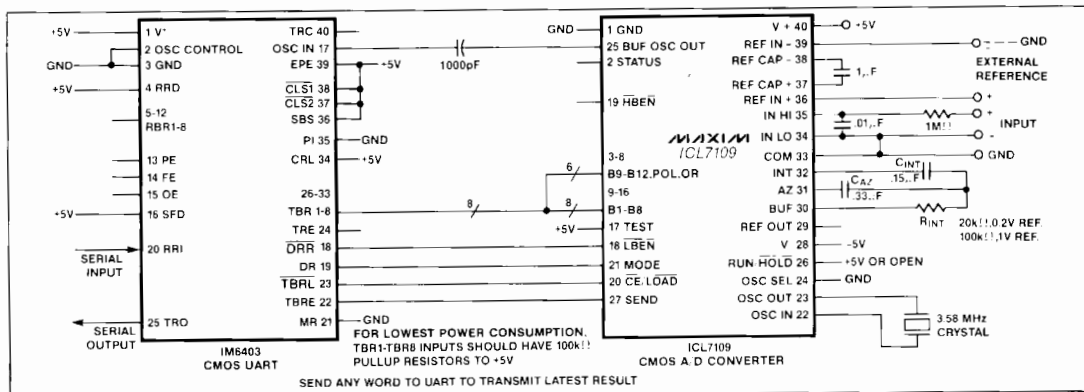 +5V
1 V+
2 OSC CONTROL
GND
3 GND
+5V
4 RRD
5-12
RBR1-8
13 PE
14 FE
15 OE
+5V
16 SFD
20 RRI
SERIAL
INPUT
25 TRO
SERIAL
OUTPUT
TRC 40
OSC IN 17
EPE 39
+5V
CLS1 38
CLS2 37
SBS 36
PI 35
GND
CRL 34
+5V
26-33
TBR 1-8
TRE 24
DRR 18
DR 19
TBRL 23
TBRE 22
MR 21
GND
IM6403
CMOS UART
1000pF
8
6
8
FOR LOWEST POWER CONSUMPTION,
TBR1-TBR8 INPUTS SHOULD HAVE 100k!!
PULLUP RESISTORS TO +5V
GND
1 GND
25 BUF OSC OUT
2 STATUS
19 HBEN
3-8
B9-B12,POL,OR
9-16
B1-B8
+5V
17 TEST
18 LBEN
21 MODE
20 CE/LOAD
27 SEND
MAXIM
ICL7109
V + 40
+5V
REF IN - 39
- GND
REF CAP - 38
REF CAP + 37
1,.F
EXTERNAL
REFERENCE
REF IN + 36
+
IN HI 35
+
.01,.F
1M!!
INPUT
IN LO 34
-
COM 33
GND
INT 32
CINT
.15,.F
AZ 31
CAZ
.33,.F
BUF 30
RINT
20k!!,0.2V REF.
100k!!,1V REF.
REF OUT 29
V 28
-5V
RUN/HOLD 26
+5V OR OPEN
OSC SEL 24
GND
OSC OUT 23
OSC IN 22
3.58 MHz
CRYSTAL
ICL7109
CMOS A/D CONVERTER
SEND ANY WORD TO UART TO TRANSMIT LATEST RESULT